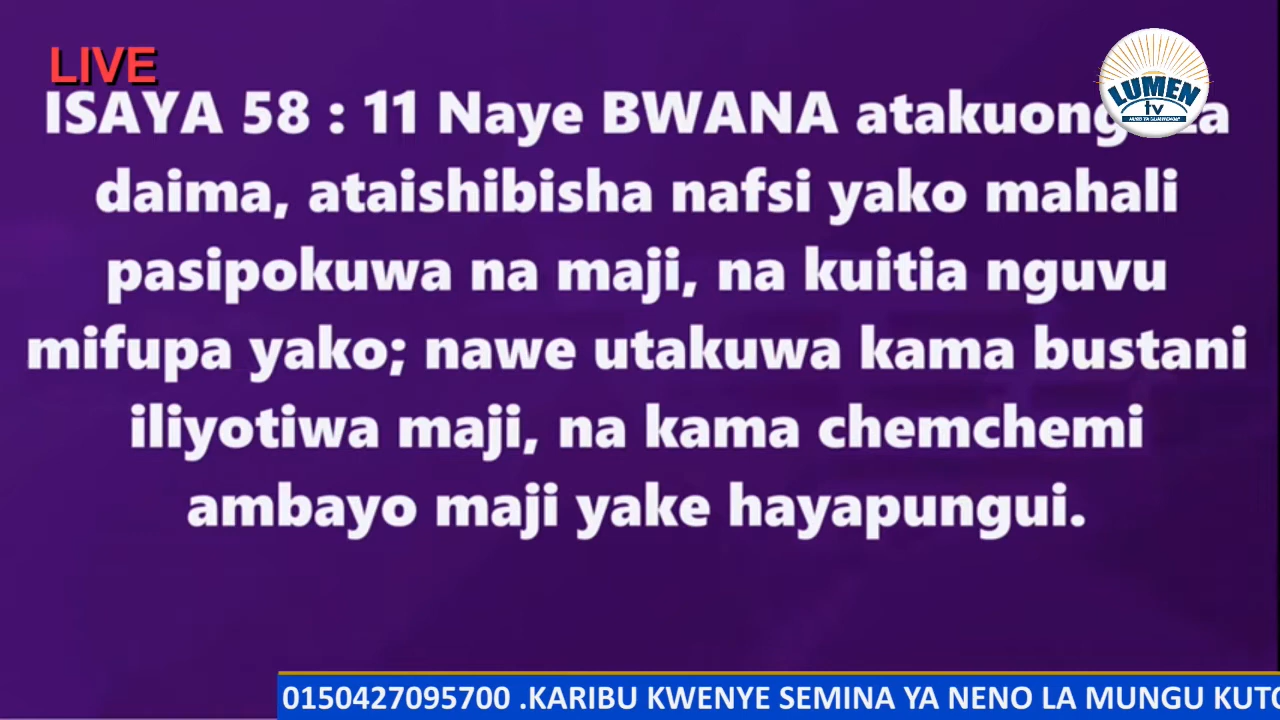 LIVE
LUMEN
tv
ISAYA 58 : 11 Naye BWANA
daima, ataishibisha nafsi yako mahali
pasipokuwa na maji, na kuitia nguvu
mifupa yako; nawe utakuwa kama bustani
iliyotiwa maji, na kama chemchemi
ambayo maji yake hayapungui.
0150427095700 .KARIBU KWENYE SEMINA YA NENO LA MUNGU